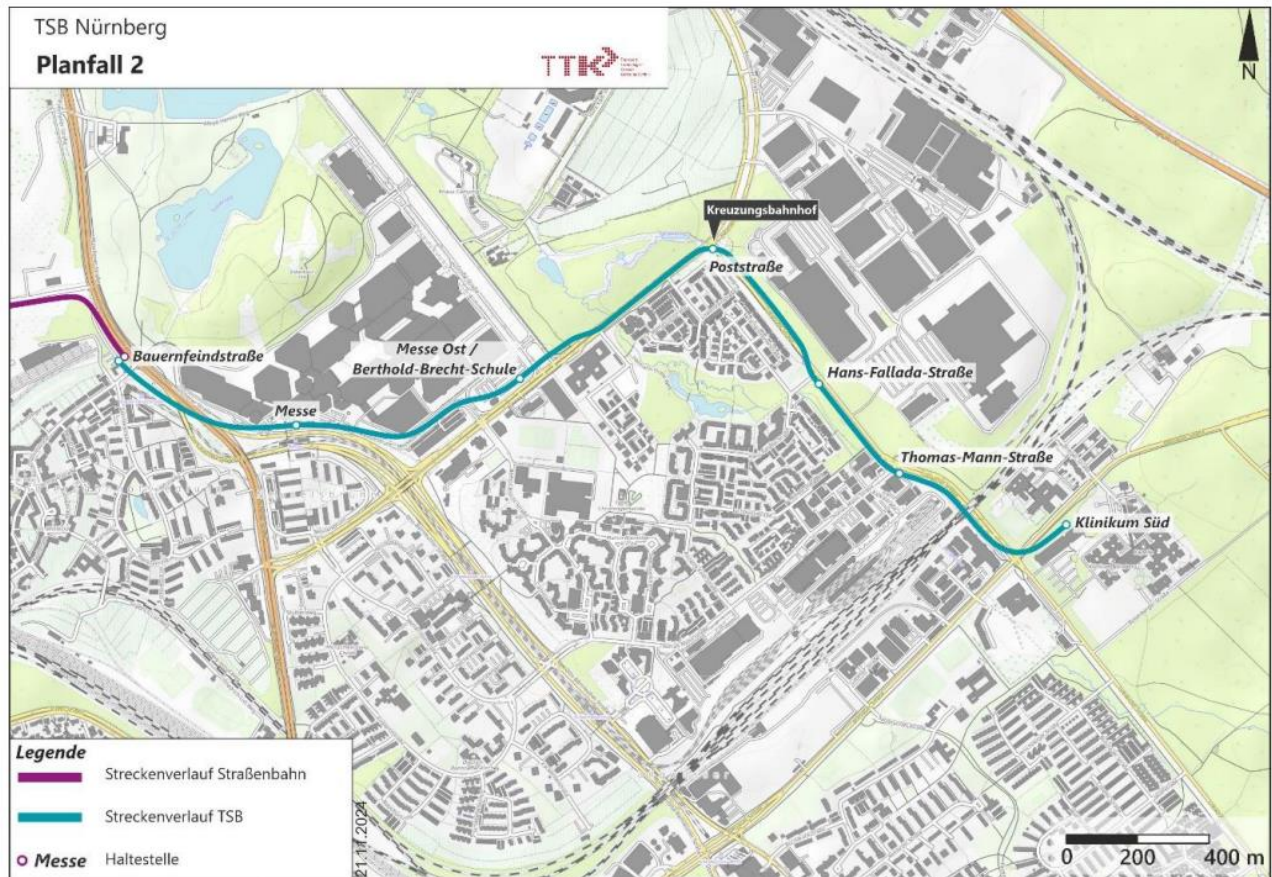 TSB Nürnberg
Planfall 2
TTK
N
Kreuzungsbahnhof
Poststraße
Bauernfeindstraße
Messe Ost /
Berthold-Brecht-Schule
Hans-Fallada-Straße
Messe
Thomas-Mann-Straße
Klinikum Süd
Legende
Streckenverlauf Straßenbahn
Streckenverlauf TSB
Messe Haltestelle
21.11.2024
0 200 400 m